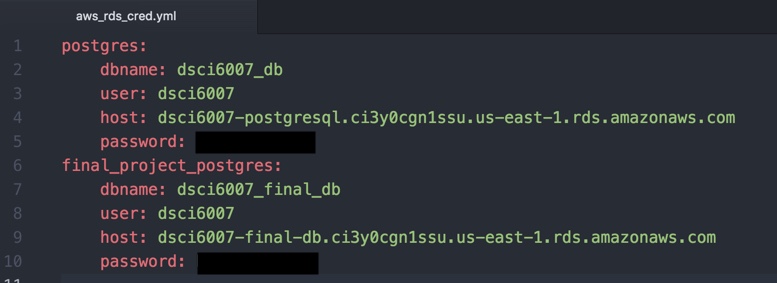 aws_rds_cred.yml
1 postgres:
2 dbname: dsci6007_db
3 user: dsci6007
4 host: dsci6007-postgresql.ci3y0cgn1ssu.us-east-1.rds.amazonaws.com
5 password:
6 final_project_postgres:
7 dbname: dsci6007_final_db
8 user: dsci6007
9 host: dsci6007-final-db.ci3y0cgn1ssu.us-east-1.rds.amazonaws.com
10 password:
11